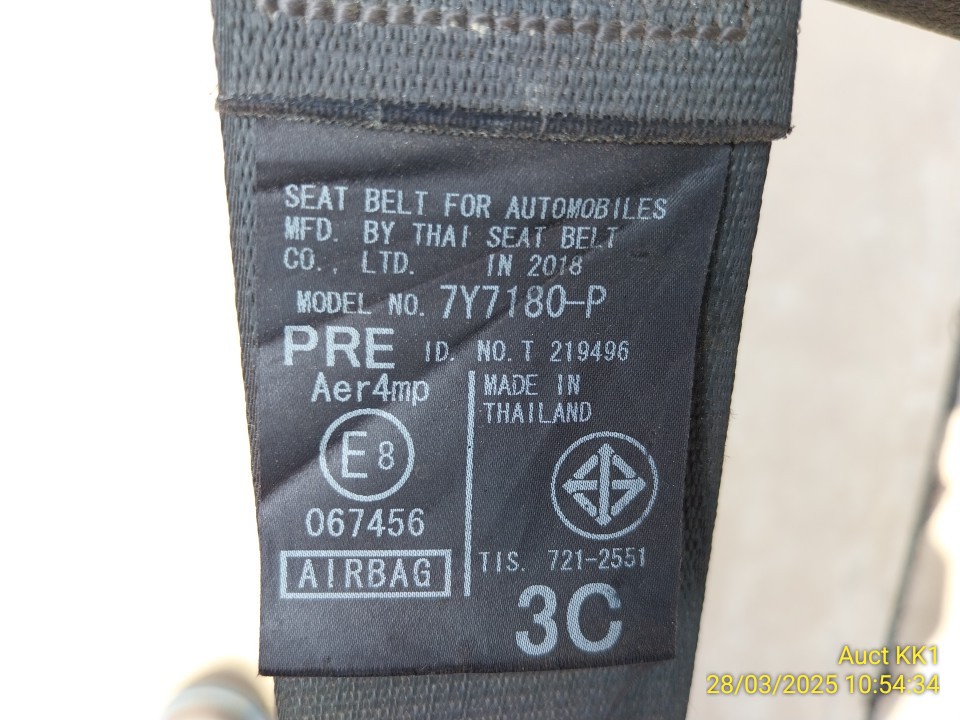 SEAT BELT FOR AUTOMOBILES
MFD. BY THAI SEAT BELT
CO., LTD. IN 2018
MODEL NO. 7Y7180-P
PRE ID. NO. T 219496
Aer4mp
MADE IN
THAILAND
E8
067456
AIRBAG
TIS. 721-2551
3C
Auct KK1
28/03/2025 10:54:34